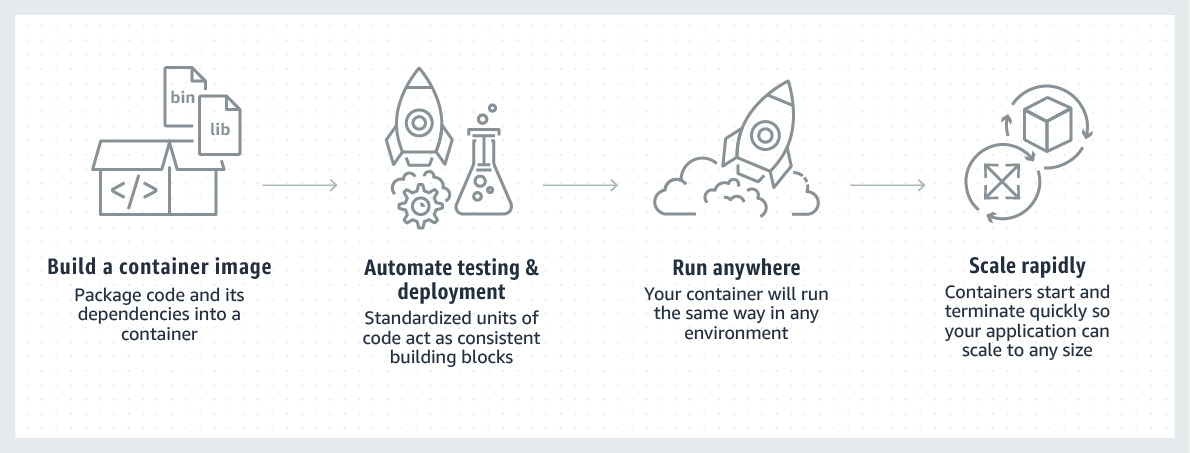 bin
lib
</>
Build a container image
Package code and its
dependencies into a
container
Automate testing &
deployment
Standardized units of
code act as consistent
building blocks
Run anywhere
Your container will run
the same way in any
environment
Scale rapidly
Containers start and
terminate quickly so
your application can
scale to any size